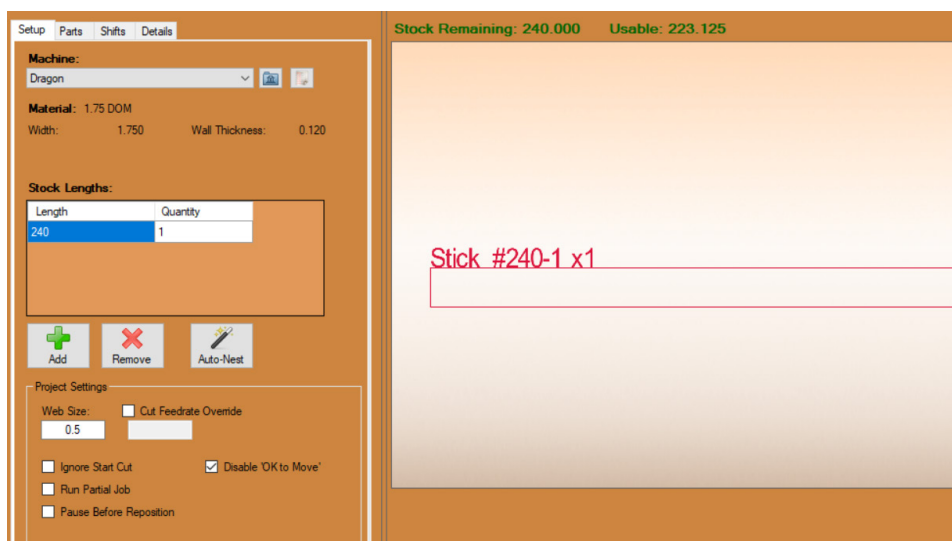 Setup Parts Shifts Details
Stock Remaining: 240.000 Usable: 223.125
Machine:
Dragon
Material: 1.75 DOM
Width: 1.750 Wall Thickness: 0.120
Stock Lengths:
Length Quantity
240 1
Stick #240-1 x1
Add Remove Auto-Nest
Project Settings
Web Size: Cut Feedrate Override
0.5
Ignore Start Cut Disable 'OK to Move'
Run Partial Job
Pause Before Reposition